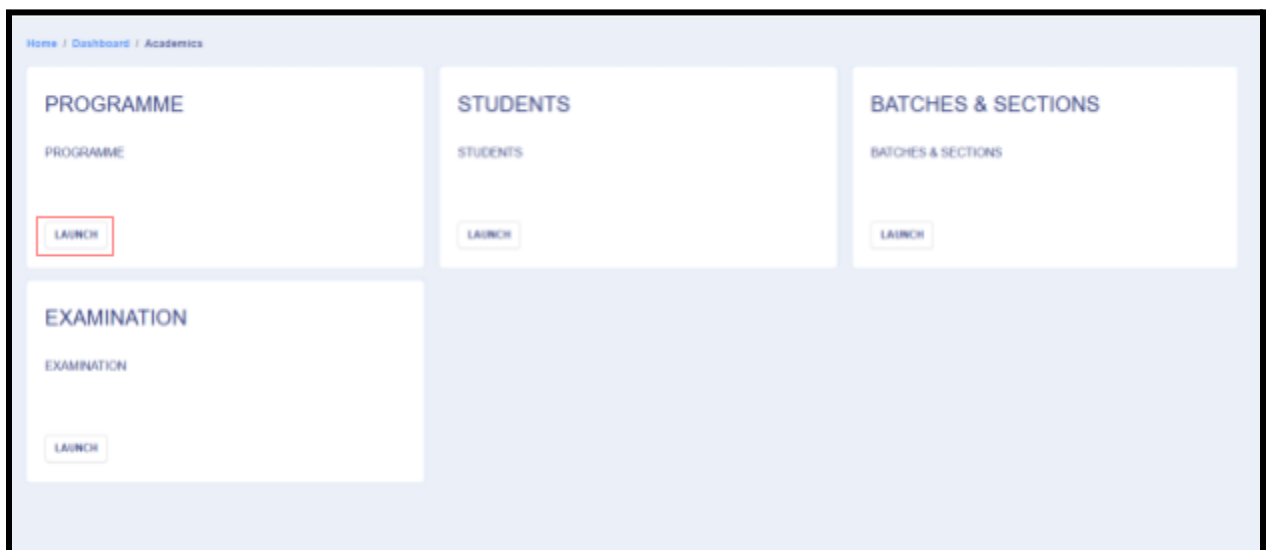 Home / Dashboard / Academics
PROGRAMME
PROGRAMME
LAUNCH
STUDENTS
STUDENTS
LAUNCH
BATCHES & SECTIONS
BATCHES & SECTIONS
LAUNCH
EXAMINATION
EXAMINATION
LAUNCH